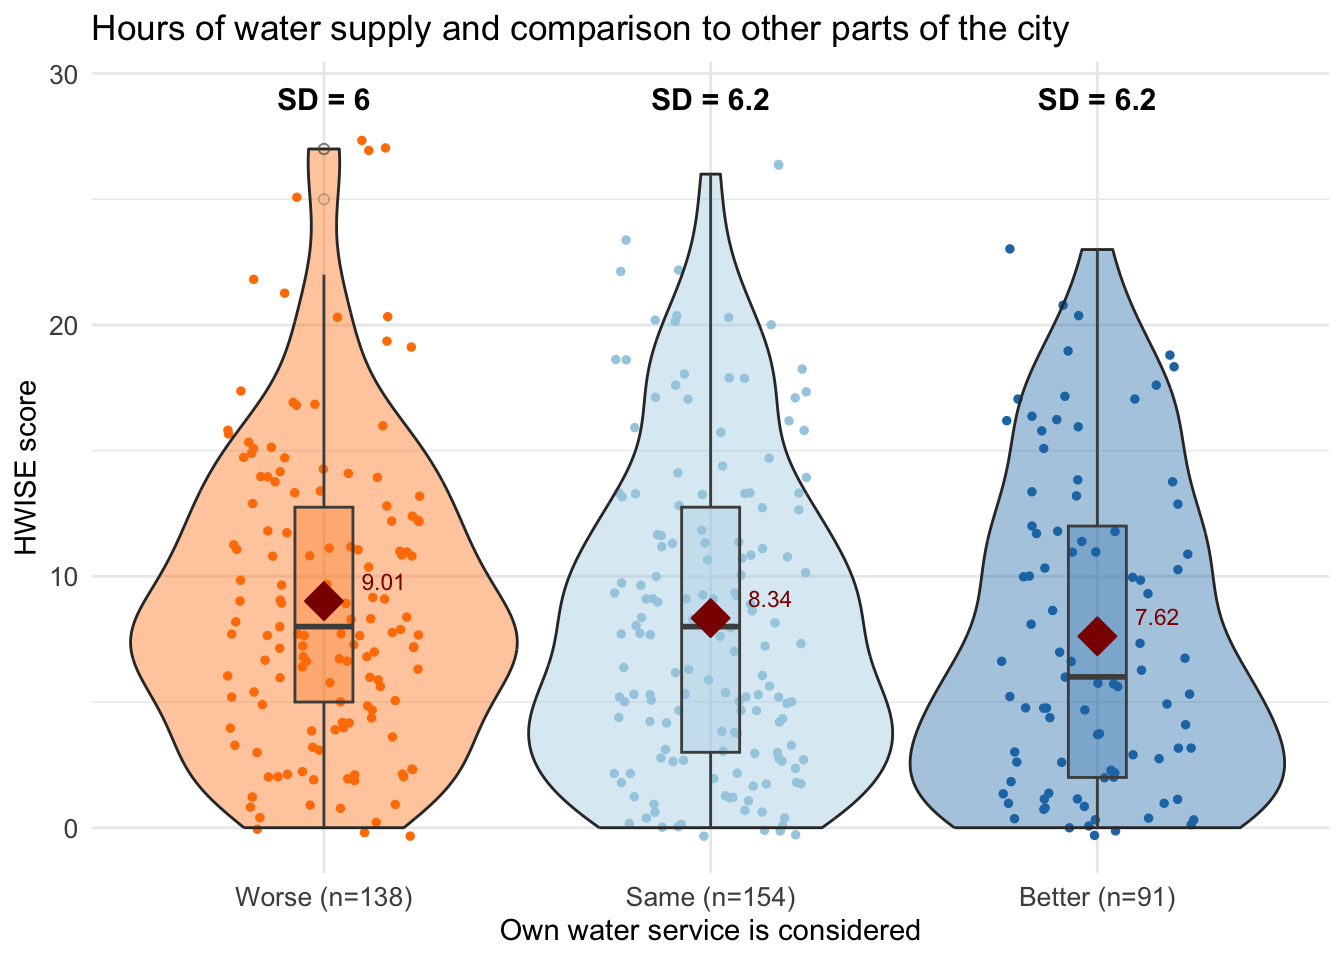 Hours of water supply and comparison to other parts of the city
30
SD = 6
SD = 6.2
SD = 6.2
20
HWISE score
10
9.01
8.34
7.62
0
Worse (n=138)
Same (n=154)
Better (n=91)
Own water service is considered